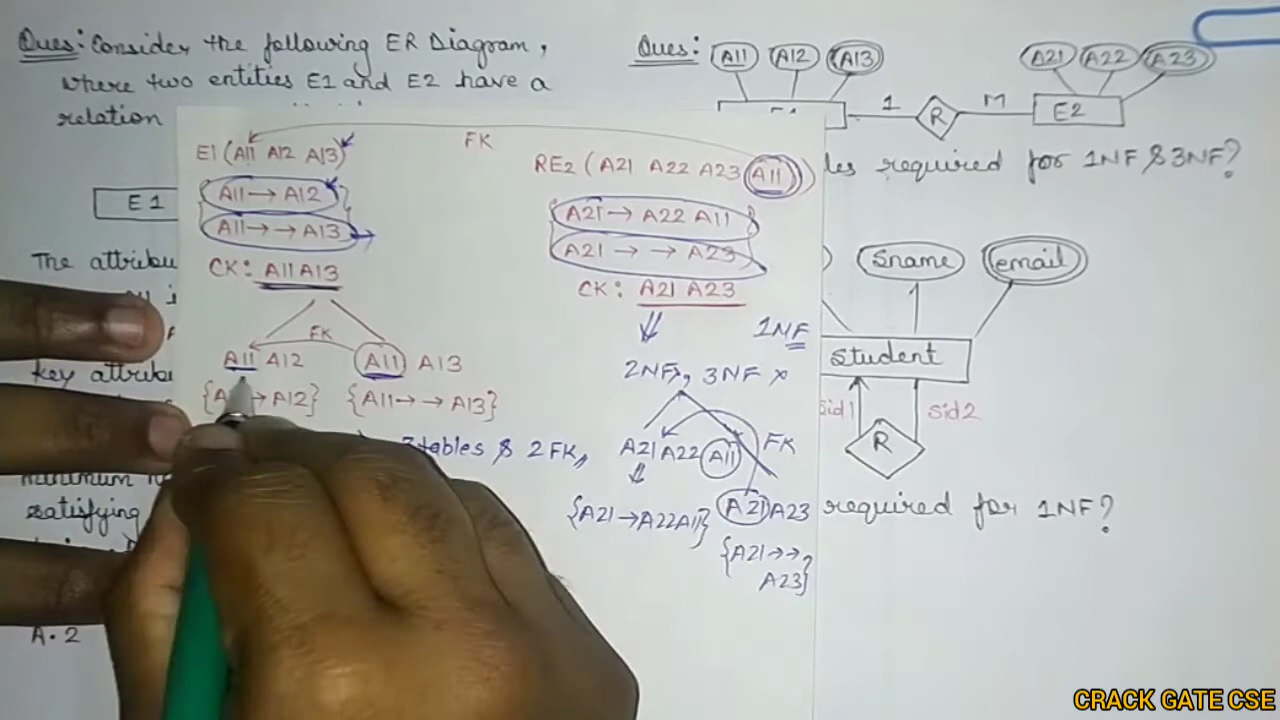 Ques: Consider the following ER Diagram,
where two entities E1 and E2 have a
relation
E1
The attribu
key attribu
minimum
satisfying
A. 2
Ques: A11 A12 A13 A21 A22 A23
1 R M E2
les required for 1NF & 3NF?
FK
E1 (A11 A12 A13)
A11 → A12
A11 →→ A13
CK: A11 A13
FK
A11 A12 A11 A13
→ A12} {A11 →→ A13}
tables & 2 FK,
RE2 (A21 A22 A23 A11)
A21 → A22 A11
A21 →→ A23
CK: A21 A23
1NF
2NF×, 3NF ×
A21 A22 A11 FK
{A21 → A22 A11} A21 A23
{A21 →→
A23}
Sname email
Student
Sid1 R Sid2
required for 1NF?
CRACK GATE CSE